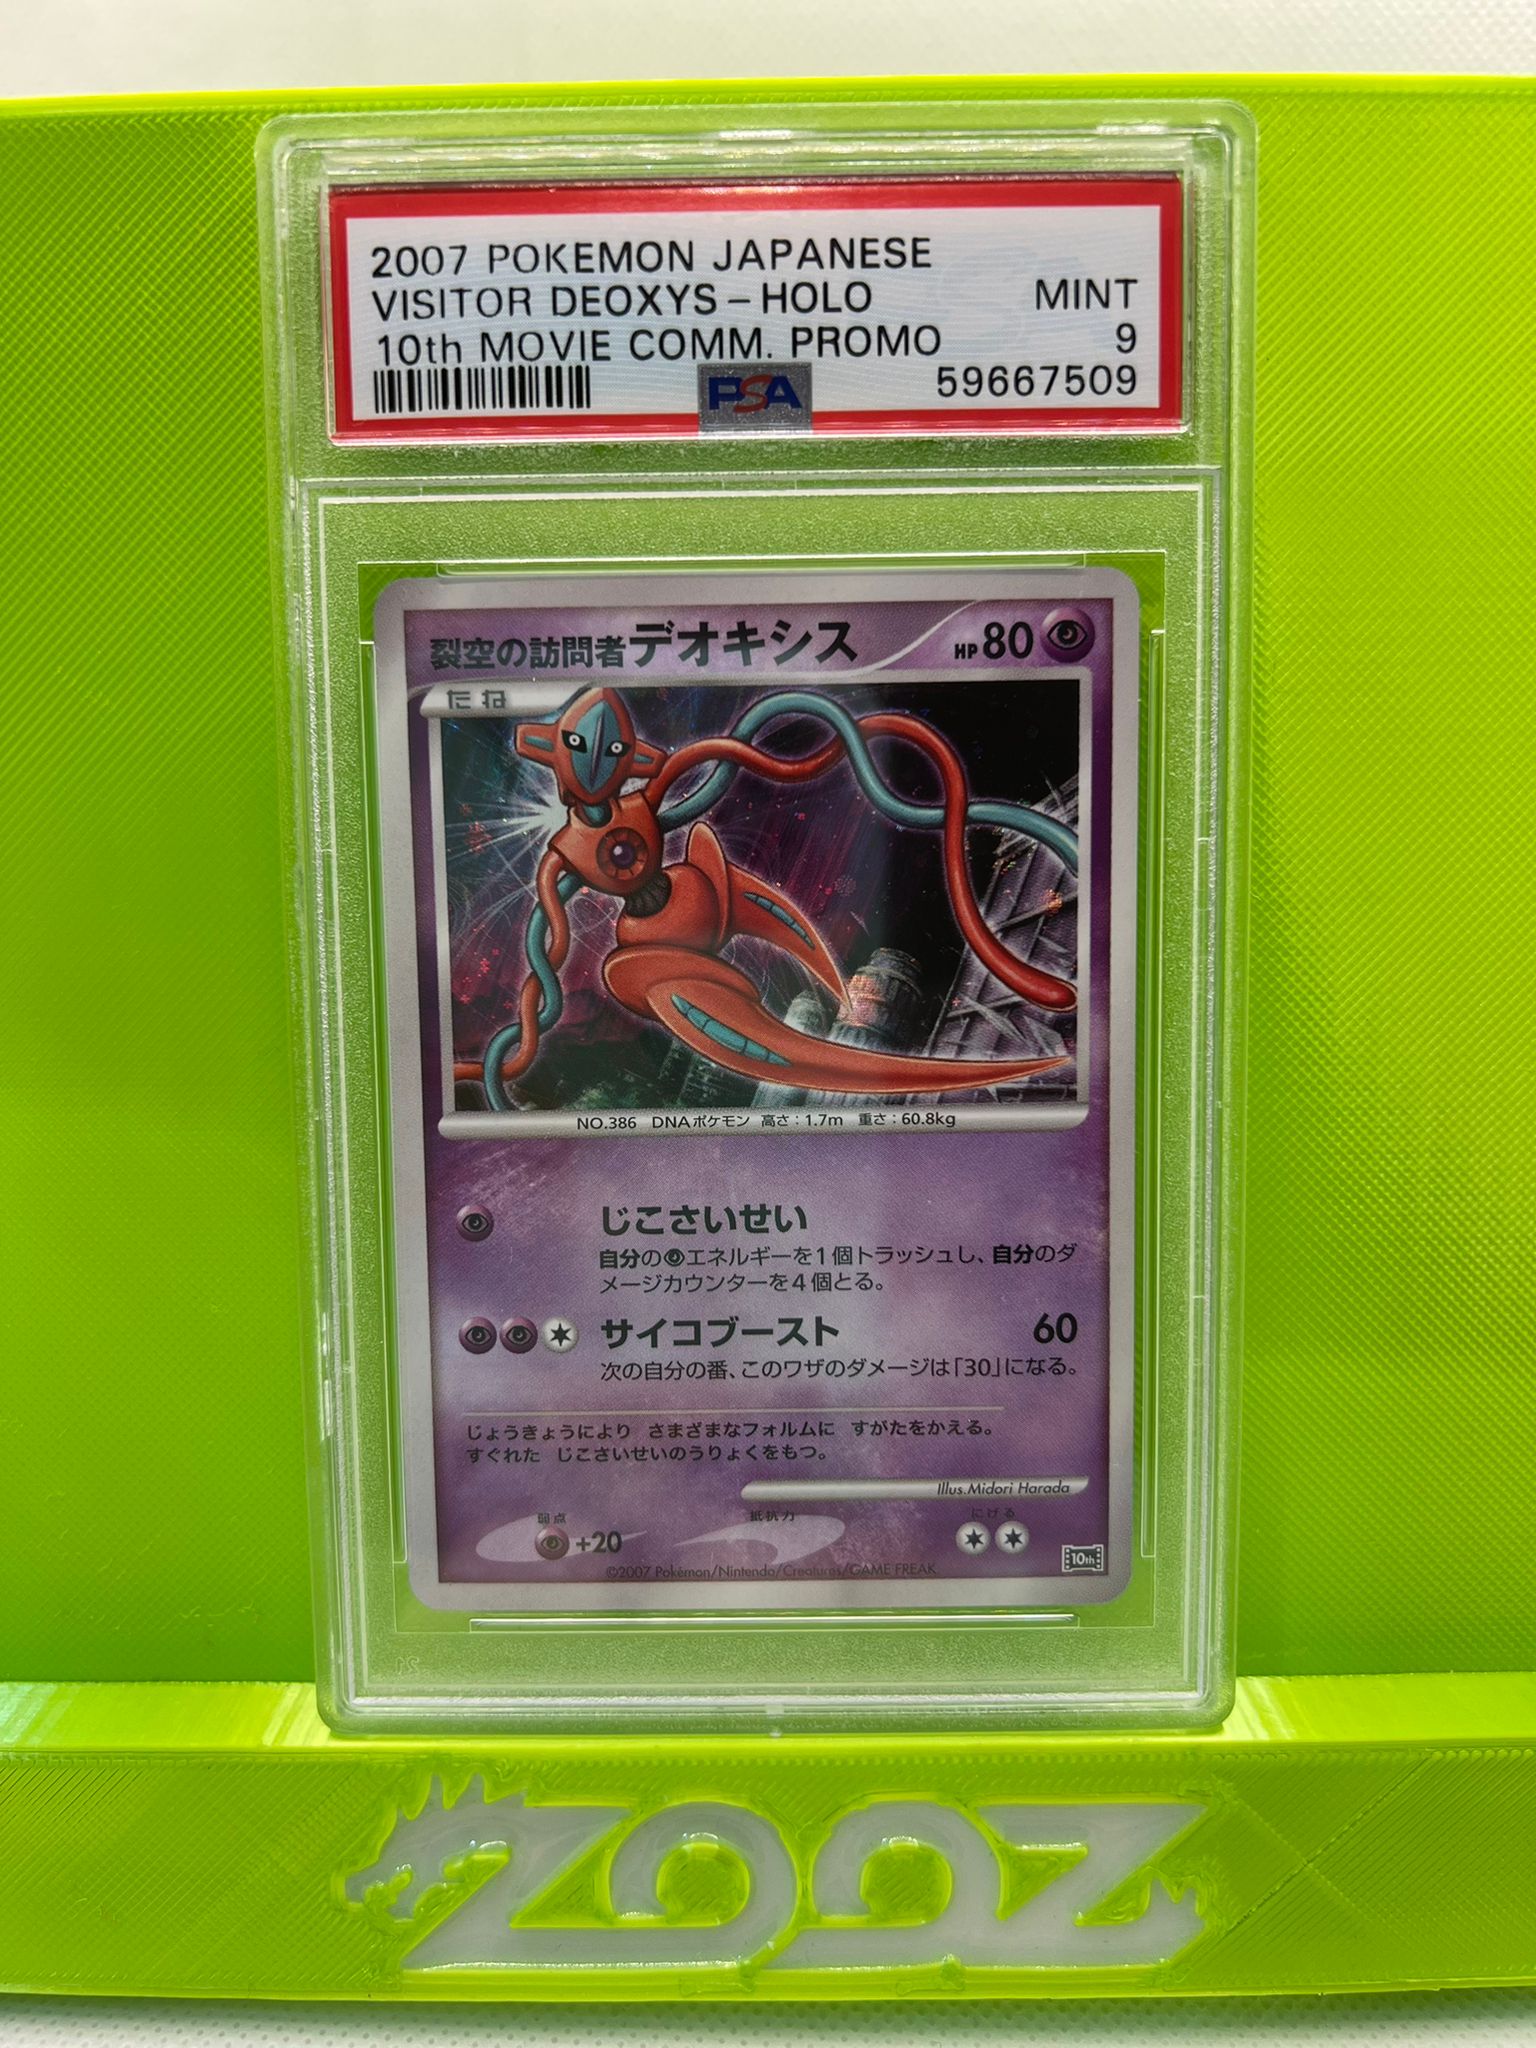 2007 POKEMON JAPANESE
VISITOR DEOXYS - HOLO MINT
10th MOVIE COMM. PROMO 9
PSA 59667509
裂空の訪問者デオキシス HP80
たね
NO.386 DNAポケモン 高さ:1.7m 重さ:60.8kg
じこさいせい
自分のエネルギーを1個トラッシュし、自分のダ
メージカウンターを4個とる。
サイコブースト 60
次の自分の番、このワザのダメージは「30」になる。
じょうきょうにより さまざまなフォルムに すがたをかえる。
すぐれた じこさいせいのうりょくをもつ。
Illus.Midori Harada
弱点 抵抗力 にげる
+20
©2007 Pokémon/Nintendo/Creatures/GAME FREAK.
10th
ZOOZ